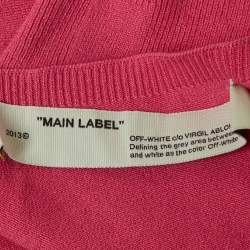 2013©
"MAIN LABEL"
OFF-WHITE c/o VIRGIL ABLOH
Defining the grey area between
and white as the color Off-White